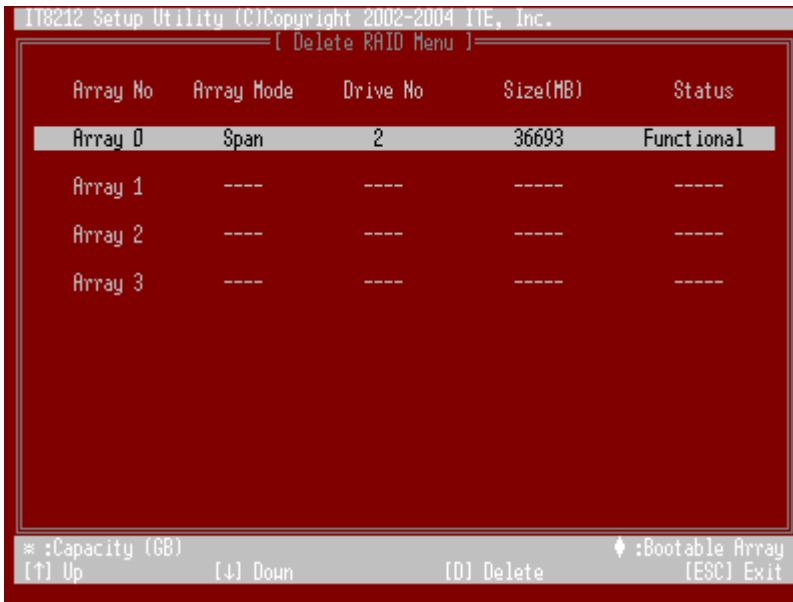 IT8212 Setup Utility (C)Copyright 2002-2004 ITE, Inc.
[ Delete RAID Menu ]
Array No Array Mode Drive No Size(MB) Status
Array 0 Span 2 36693 Functional
Array 1 ---- ---- ----- -----
Array 2 ---- ---- ----- -----
Array 3 ---- ---- ----- -----
* :Capacity (GB) ♦ :Bootable Array
[↑] Up [↓] Down [D] Delete [ESC] Exit